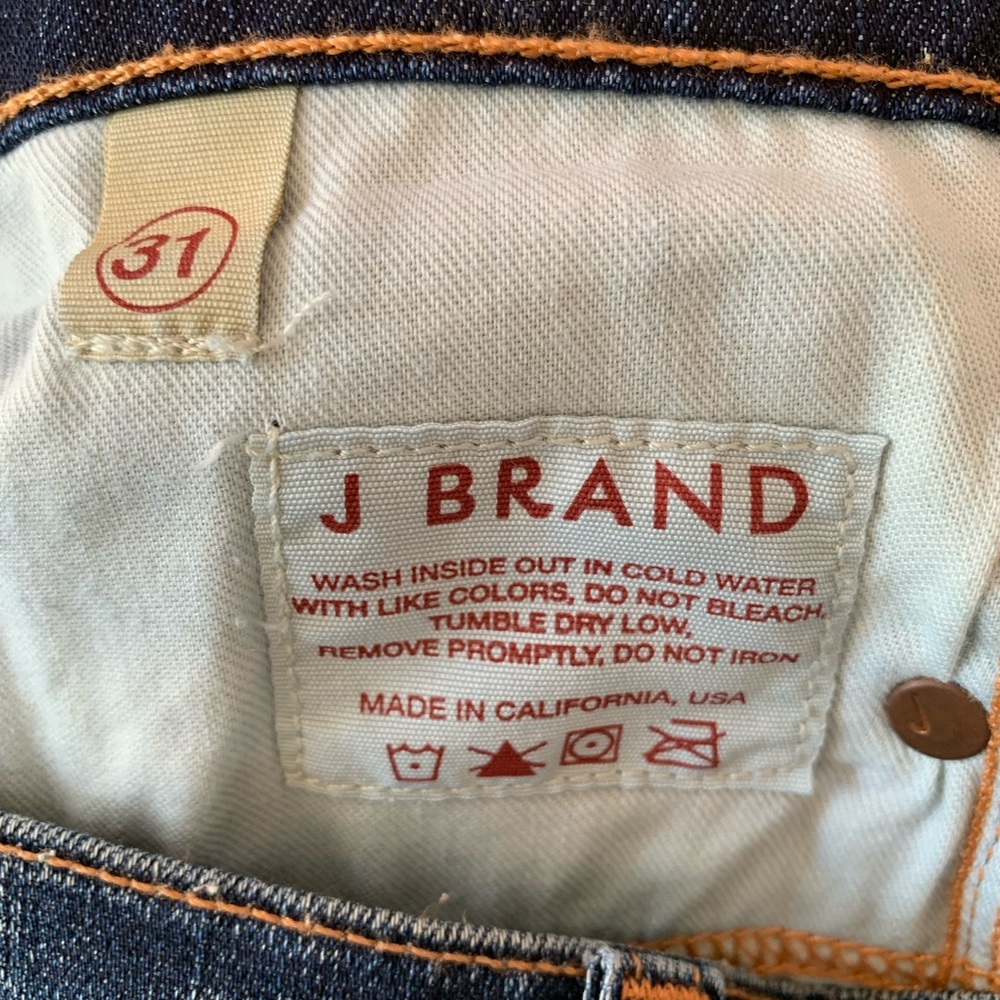 31
J BRAND
WASH INSIDE OUT IN COLD WATER
WITH LIKE COLORS, DO NOT BLEACH,
TUMBLE DRY LOW,
REMOVE PROMPTLY, DO NOT IRON
MADE IN CALIFORNIA, USA
J